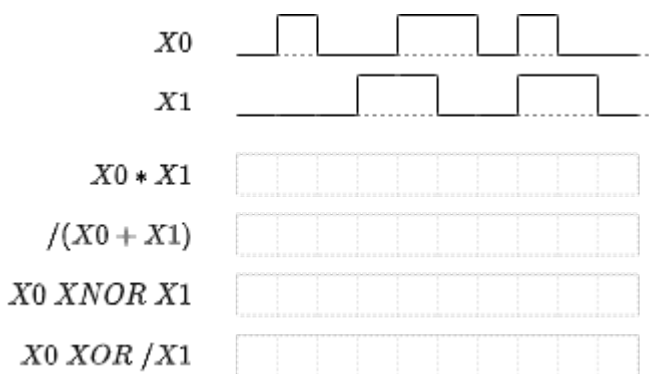 X0
X1
X0 * X1
/(X0 + X1)
X0 XNOR X1
X0 XOR /X1